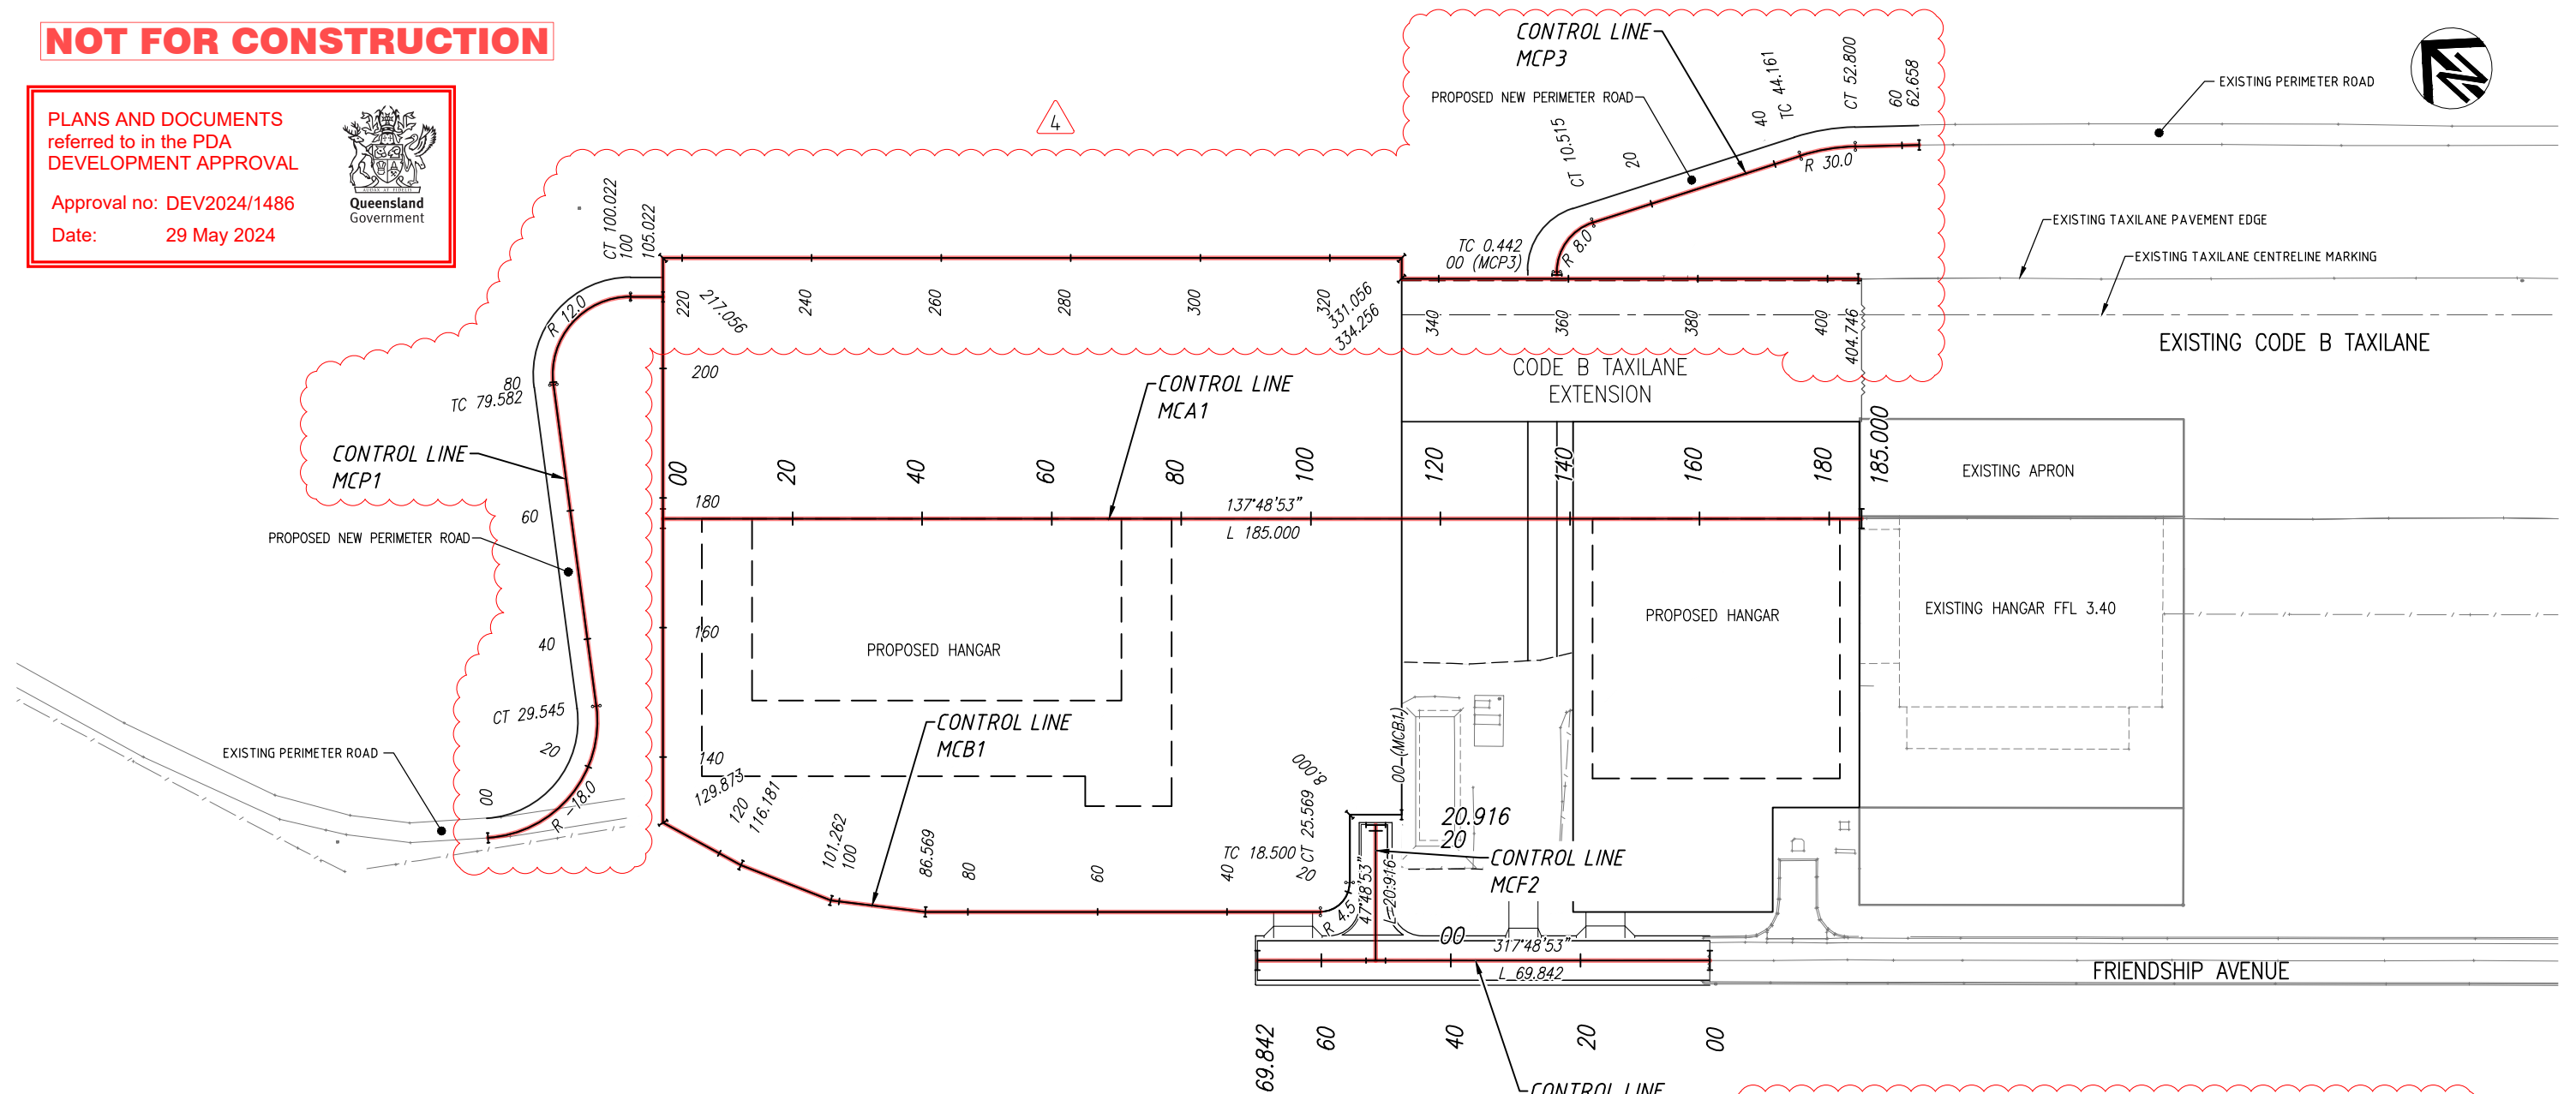 NOT FOR CONSTRUCTION
PLANS AND DOCUMENTS
referred to in the PDA
DEVELOPMENT APPROVAL
Approval no: DEV2024/1486
Date: 29 May 2024
AUDAX AT FIDELIS
Queensland
Government
4
CONTROL LINE
MCP3
PROPOSED NEW PERIMETER ROAD
CT 10.515
20
40
TC 44.161
CT 52.800
60
62.658
R 30.0
R 8.0
TC 0.442
00 (MCP3)
EXISTING PERIMETER ROAD
EXISTING TAXILANE PAVEMENT EDGE
EXISTING TAXILANE CENTRELINE MARKING
EXISTING CODE B TAXILANE
CT 100.022
100
105.022
R 12.0
80
TC 79.582
CONTROL LINE
MCP1
60
PROPOSED NEW PERIMETER ROAD
40
CT 29.545
20
EXISTING PERIMETER ROAD
00
R -18.0
220
217.056
240
260
280
300
320
331.056
334.256
340
360
380
400
404.746
CODE B TAXILANE
EXTENSION
200
CONTROL LINE
MCA1
00
20
40
60
80
100
120
140
160
180
185.000
180
137°48'53"
L 185.000
EXISTING APRON
160
PROPOSED HANGAR
PROPOSED HANGAR
EXISTING HANGAR FFL 3.40
140
129.873
120
116.181
CONTROL LINE
MCB1
101.262
100
86.569
80
60
40
TC 18.500
20
CT 25.569
8.000
00 (MCB1)
R 4.5
47°48'53"
L=20.916
20.916
20
CONTROL LINE
MCF2
00
317°48'53"
L 69.842
FRIENDSHIP AVENUE
69.842
60
40
20
00
CONTROL LINE